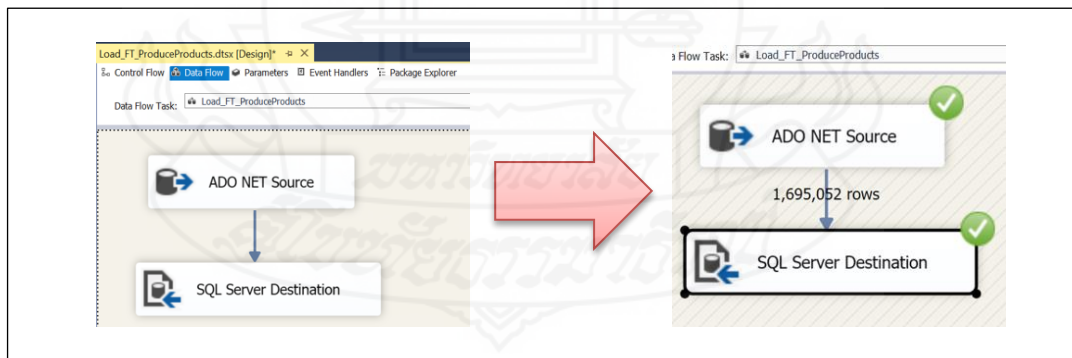 Load_FT_ProduceProducts.dtsx [Design]*
Control Flow Data Flow Parameters Event Handlers Package Explorer
Data Flow Task: Load_FT_ProduceProducts
ADO NET Source
SQL Server Destination
Flow Task: Load_FT_ProduceProducts
ADO NET Source
1,695,052 rows
SQL Server Destination